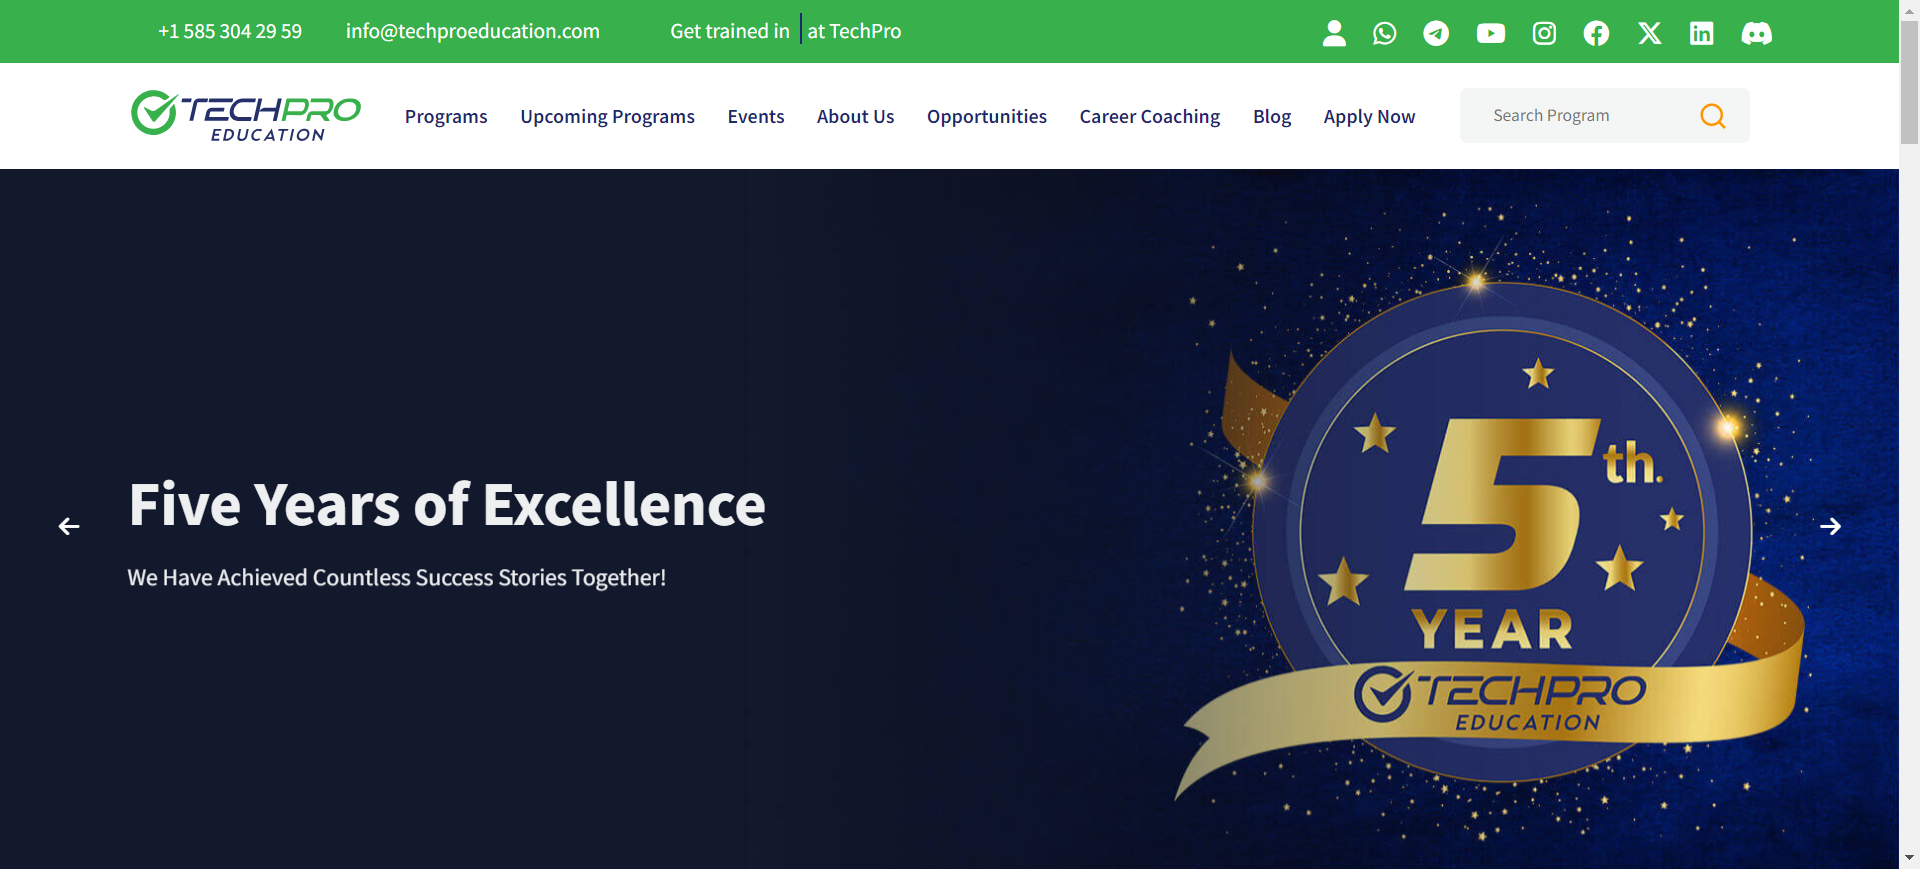 +1 585 304 29 59 info@techproeducation.com Get trained in at TechPro
TECHPRO
EDUCATION
Programs Upcoming Programs Events About Us Opportunities Career Coaching Blog Apply Now
Search Program
Five Years of Excellence
We Have Achieved Countless Success Stories Together!
5th.
YEAR
TECHPRO
EDUCATION